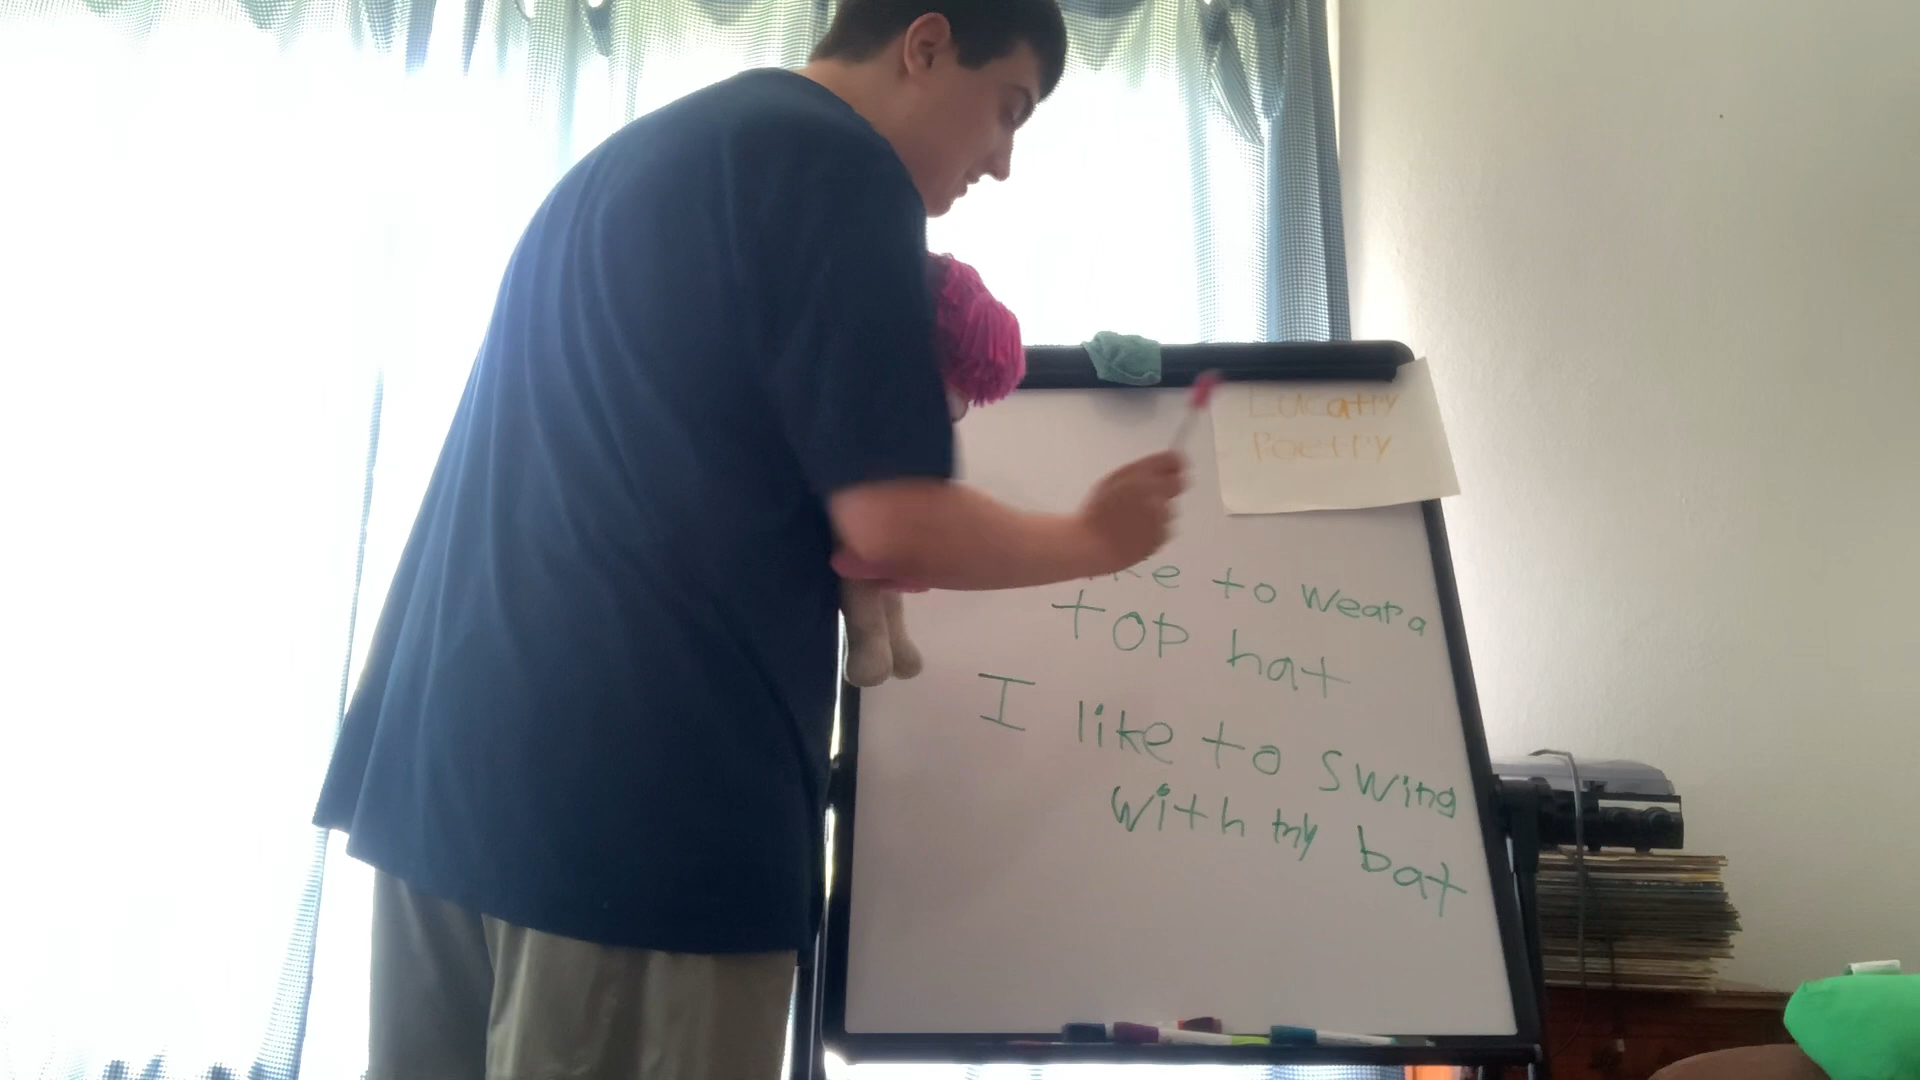 Poetry
to wear a
top hat
I like to swing
with my bat